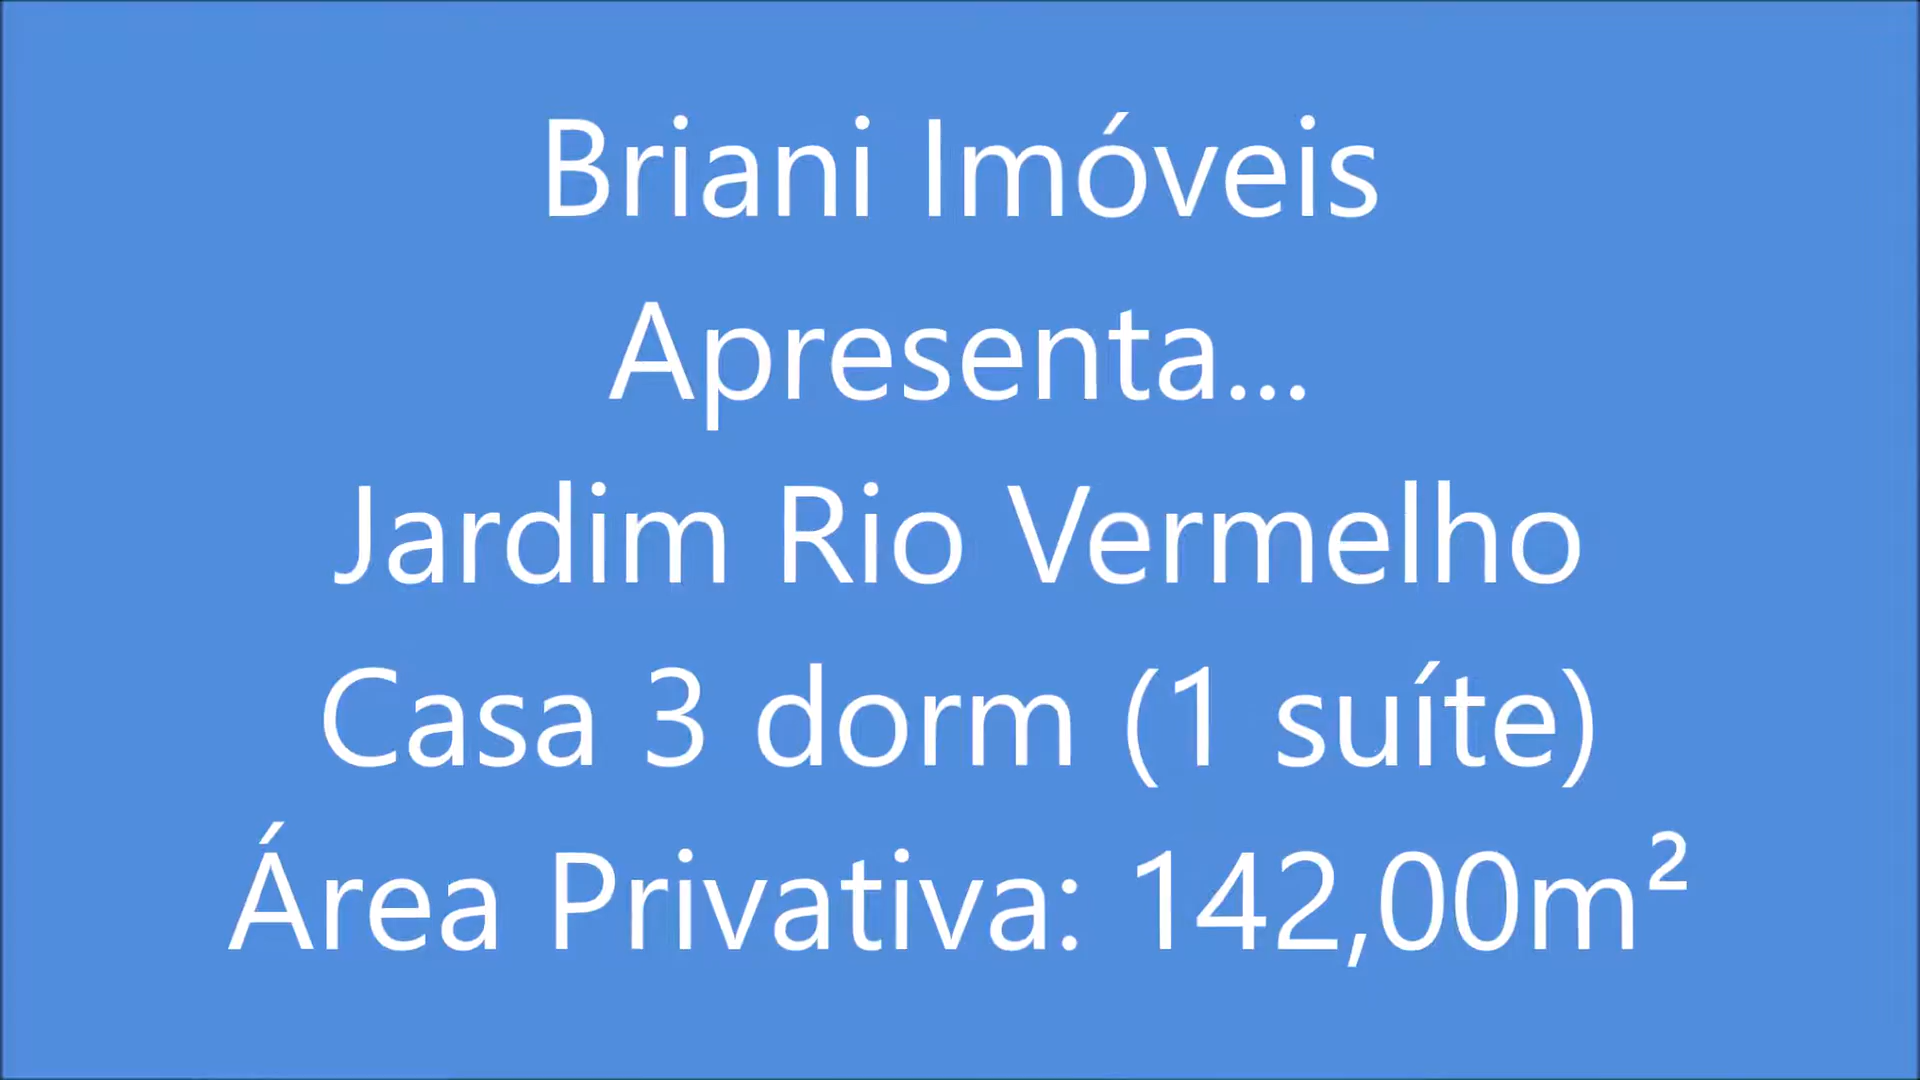 Briani Imóveis
Apresenta...
Jardim Rio Vermelho
Casa 3 dorm (1 suíte)
Área Privativa: 142,00m²